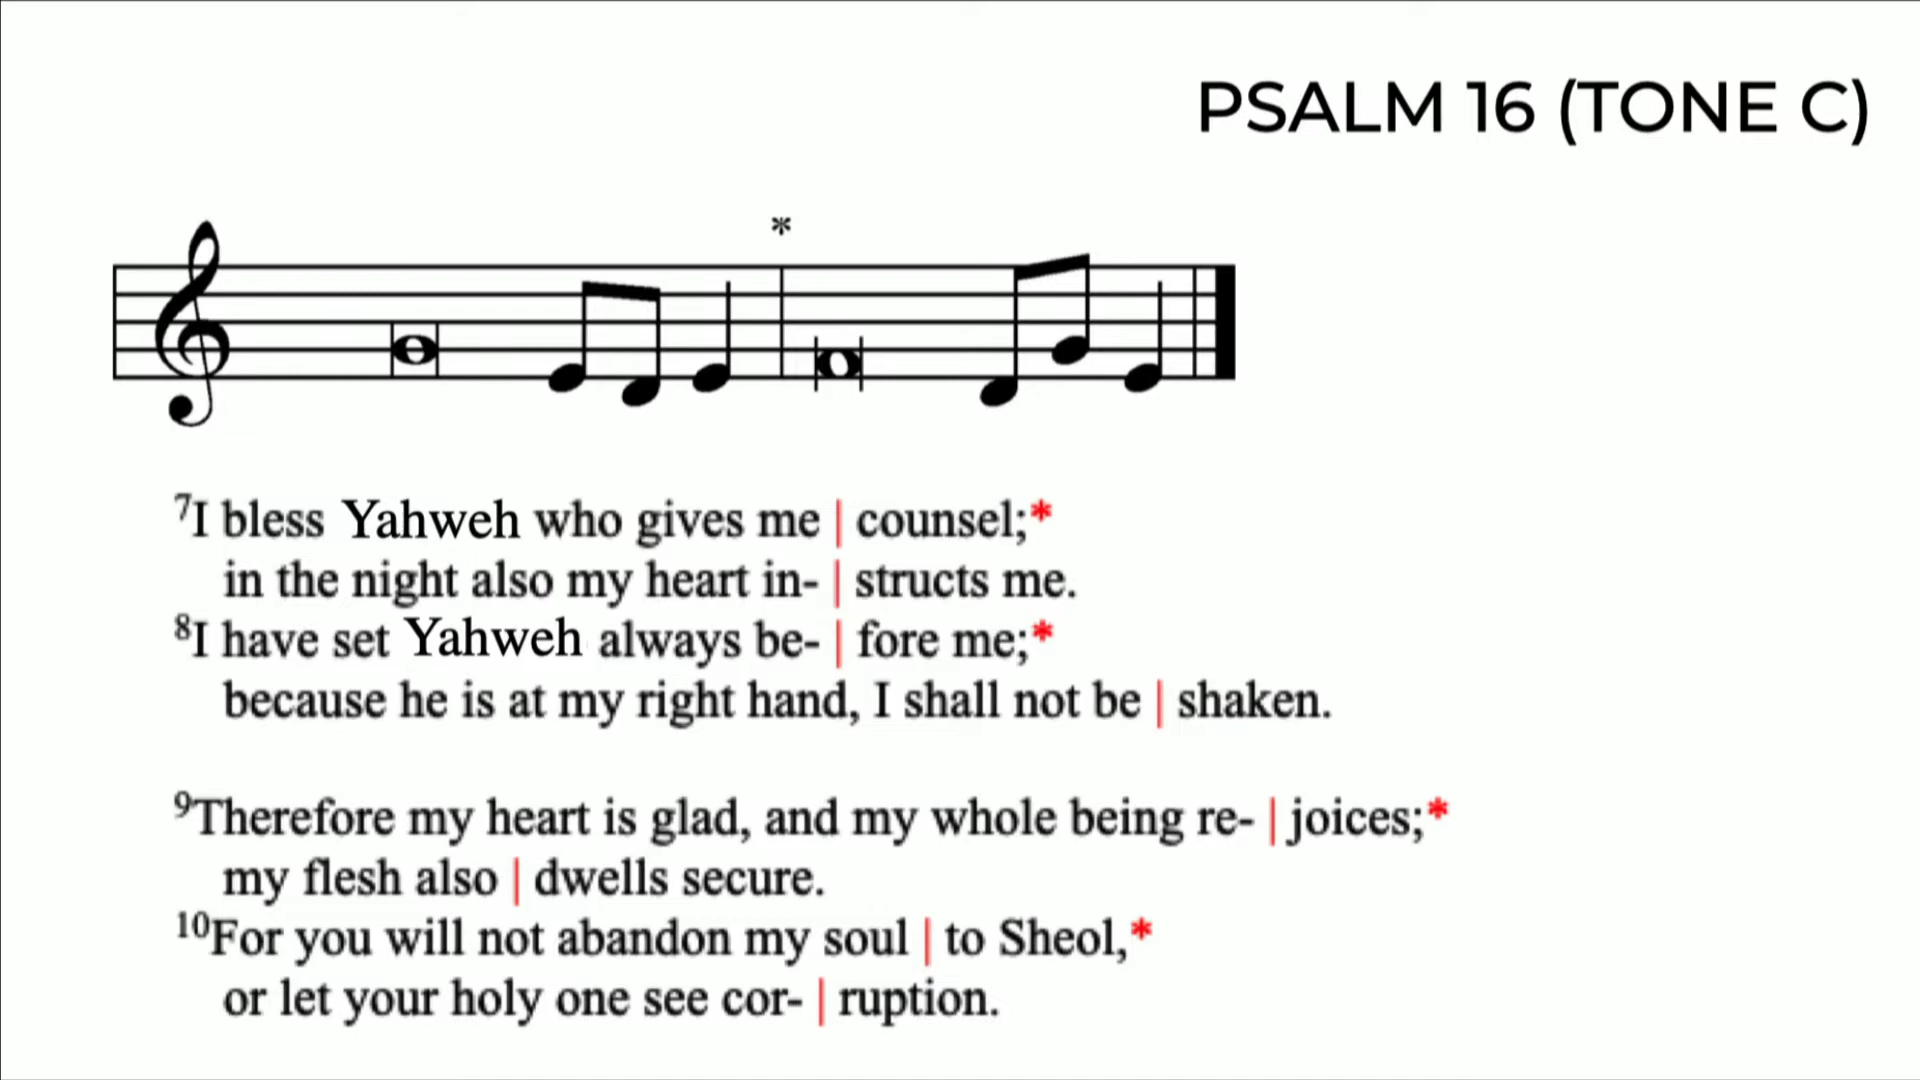 PSALM 16 (TONE C)
*
7I bless Yahweh who gives me | counsel;*
in the night also my heart in- | structs me.
8I have set Yahweh always be- | fore me;*
because he is at my right hand, I shall not be | shaken.
9Therefore my heart is glad, and my whole being re- | joices;*
my flesh also | dwells secure.
10For you will not abandon my soul | to Sheol,*
or let your holy one see cor- | ruption.